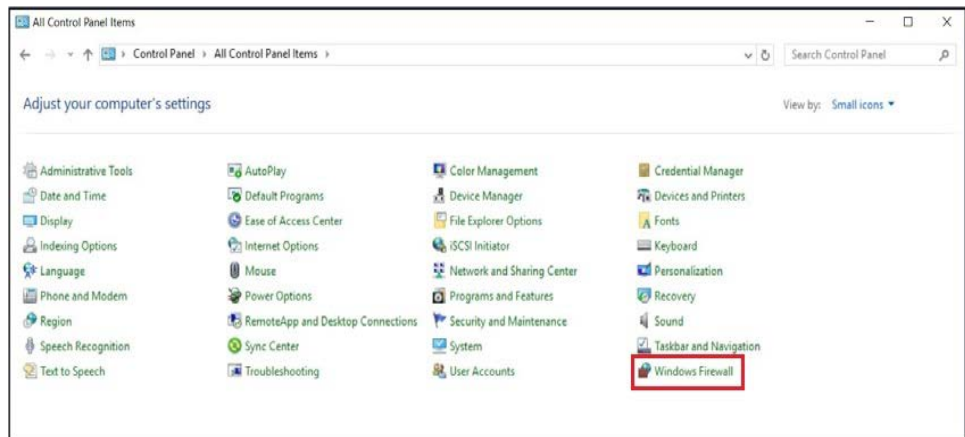 All Control Panel Items
Control Panel › All Control Panel Items ›
Search Control Panel
Adjust your computer's settings
View by: Small icons
Administrative Tools AutoPlay Color Management Credential Manager
Date and Time Default Programs Device Manager Devices and Printers
Display Ease of Access Center File Explorer Options Fonts
Indexing Options Internet Options iSCSI Initiator Keyboard
Language Mouse Network and Sharing Center Personalization
Phone and Modem Power Options Programs and Features Recovery
Region RemoteApp and Desktop Connections Security and Maintenance Sound
Speech Recognition Sync Center System Taskbar and Navigation
Text to Speech Troubleshooting User Accounts Windows Firewall